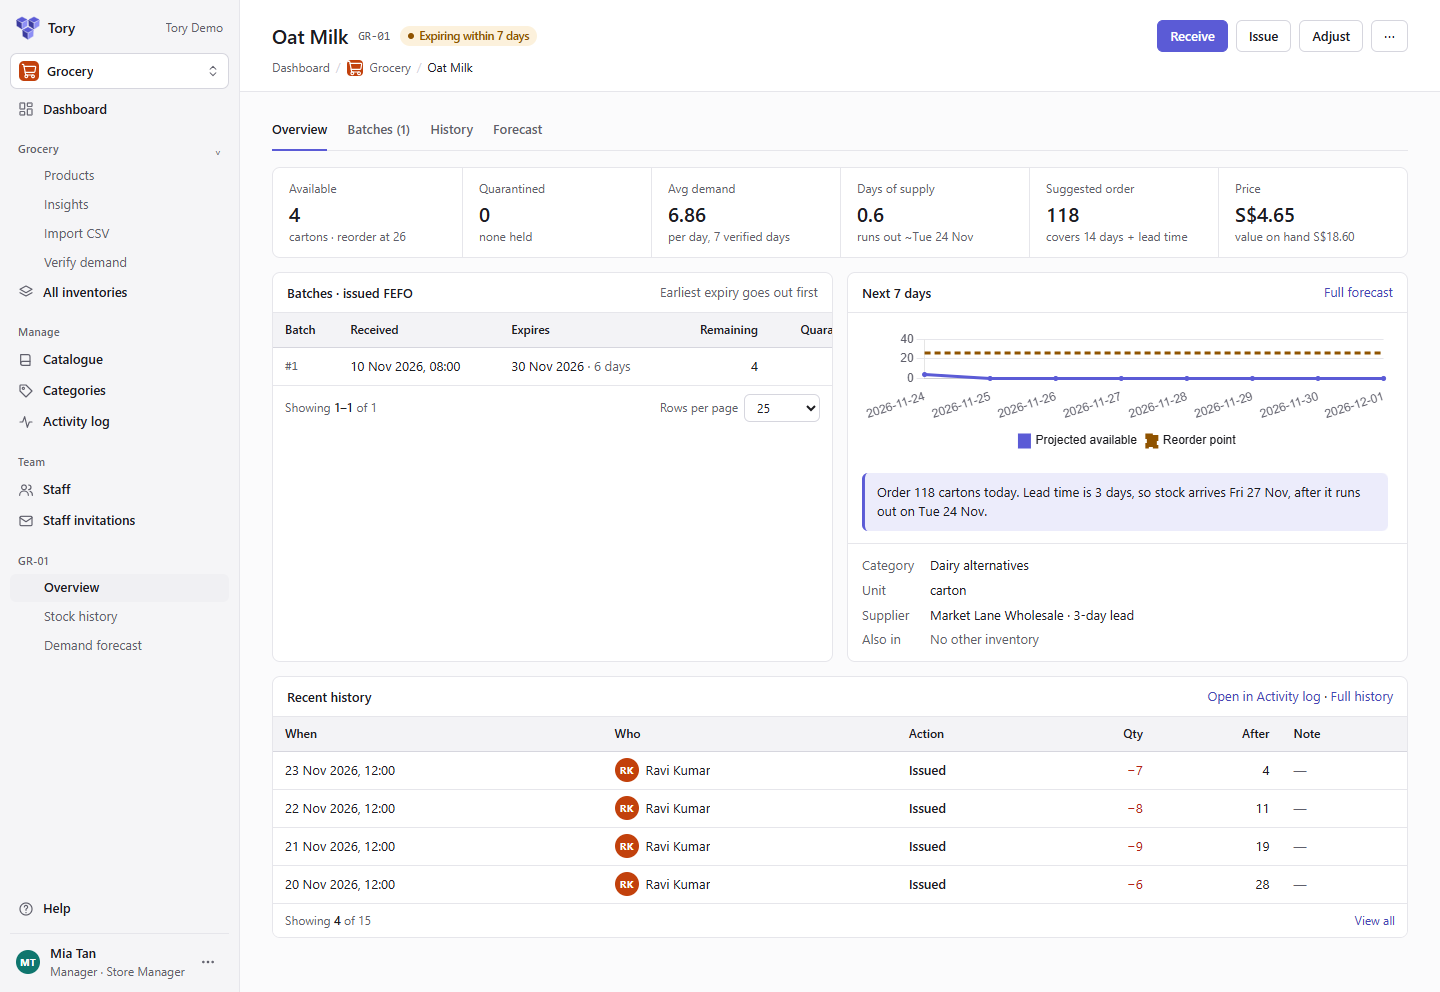 Tory
Tory Demo
Grocery
Dashboard
Grocery
Products
Insights
Import CSV
Verify demand
All inventories
Manage
Catalogue
Categories
Activity log
Team
Staff
Staff invitations
GR-01
Overview
Stock history
Demand forecast
Help
MT
Mia Tan
Manager · Store Manager
Oat Milk GR-01 Expiring within 7 days
Dashboard / Grocery / Oat Milk
Receive Issue Adjust ···
Overview Batches (1) History Forecast
Available
4
cartons · reorder at 26
Quarantined
0
none held
Avg demand
6.86
per day, 7 verified days
Days of supply
0.6
runs out ~Tue 24 Nov
Suggested order
118
covers 14 days + lead time
Price
S$4.65
value on hand S$18.60
Batches · issued FEFO Earliest expiry goes out first
Batch Received Expires Remaining Quara
#1 10 Nov 2026, 08:00 30 Nov 2026 · 6 days 4
Showing 1–1 of 1 Rows per page 25
Next 7 days Full forecast
40
20
0
2026-11-24 2026-11-25 2026-11-26 2026-11-27 2026-11-28 2026-11-29 2026-11-30 2026-12-01
Projected available Reorder point
Order 118 cartons today. Lead time is 3 days, so stock arrives Fri 27 Nov, after it runs
out on Tue 24 Nov.
Category Dairy alternatives
Unit carton
Supplier Market Lane Wholesale · 3-day lead
Also in No other inventory
Recent history Open in Activity log · Full history
When Who Action Qty After Note
23 Nov 2026, 12:00 RK Ravi Kumar Issued −7 4 —
22 Nov 2026, 12:00 RK Ravi Kumar Issued −8 11 —
21 Nov 2026, 12:00 RK Ravi Kumar Issued −9 19 —
20 Nov 2026, 12:00 RK Ravi Kumar Issued −6 28 —
Showing 4 of 15 View all